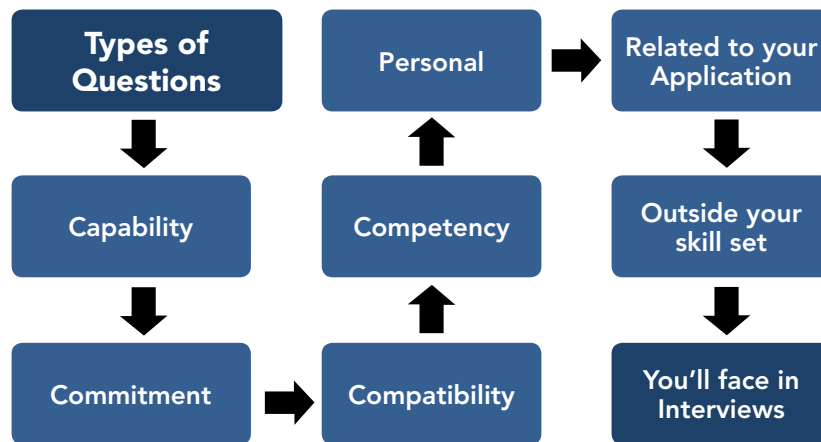 Types of
Questions
Capability
Commitment
Compatibility
Competency
Personal
Related to your
Application
Outside your
skill set
You'll face in
Interviews